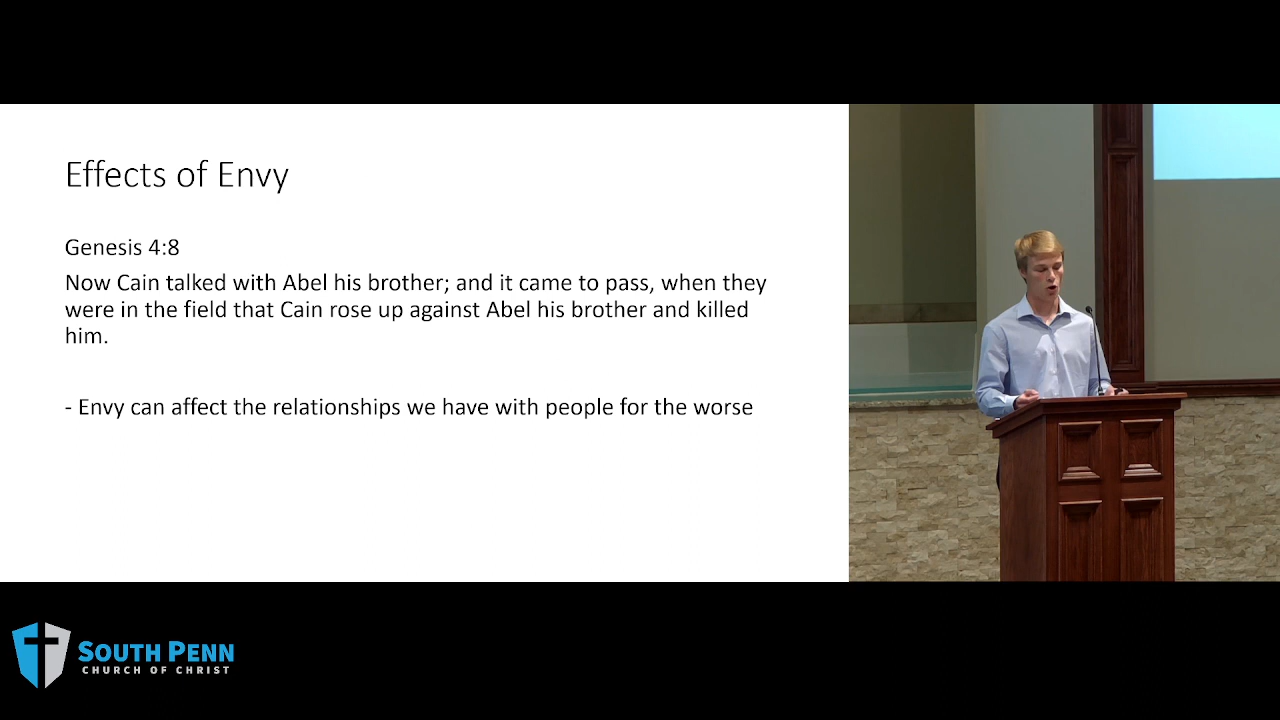 Effects of Envy
Genesis 4:8
Now Cain talked with Abel his brother; and it came to pass, when they
were in the field that Cain rose up against Abel his brother and killed
him.
- Envy can affect the relationships we have with people for the worse
SOUTH PENN
CHURCH OF CHRIST